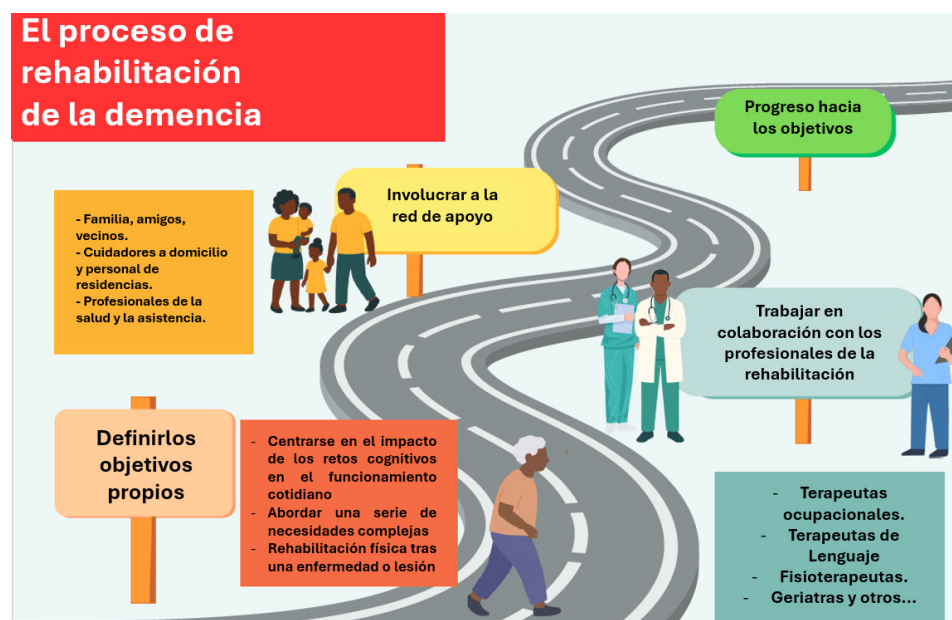 El proceso de
rehabilitación
de la demencia
Progreso hacia
los objetivos
Involucrar a la
red de apoyo
- Familia, amigos,
vecinos.
- Cuidadores a domicilio
y personal de
residencias.
- Profesionales de la
salud y la asistencia.
Trabajar en
colaboración con los
profesionales de la
rehabilitación
Definirlos
objetivos
propios
- Centrarse en el impacto
de los retos cognitivos
en el funcionamiento
cotidiano
- Abordar una serie de
necesidades complejas
- Rehabilitación física tras
una enfermedad o lesión
- Terapeutas
ocupacionales.
- Terapeutas de
Lenguaje
- Fisioterapeutas.
- Geriatras y otros...